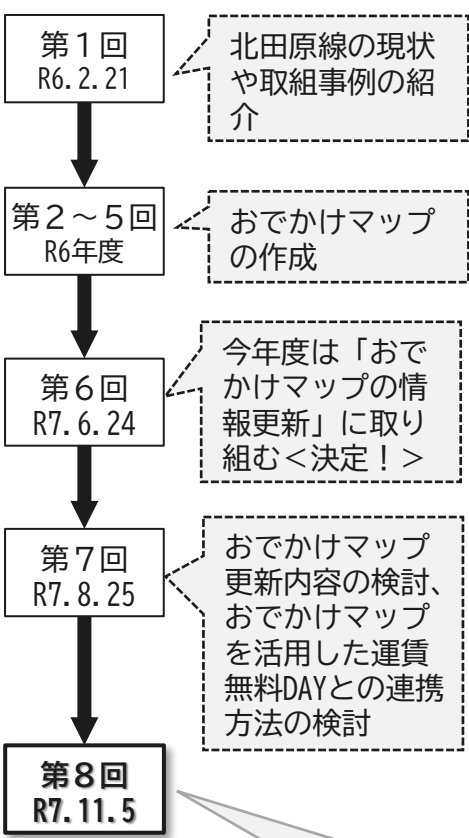 第１回
R6.2.21
北田原線の現状
や取組事例の紹
介
第２～５回
R6年度
おでかけマップ
の作成
第６回
R7.6.24
今年度は「おで
かけマップの情
報更新」に取り
組む＜決定！＞
第７回
R7.8.25
おでかけマップ
更新内容の検討、
おでかけマップ
を活用した運賃
無料DAYとの連携
方法の検討
第８回
R7.11.5